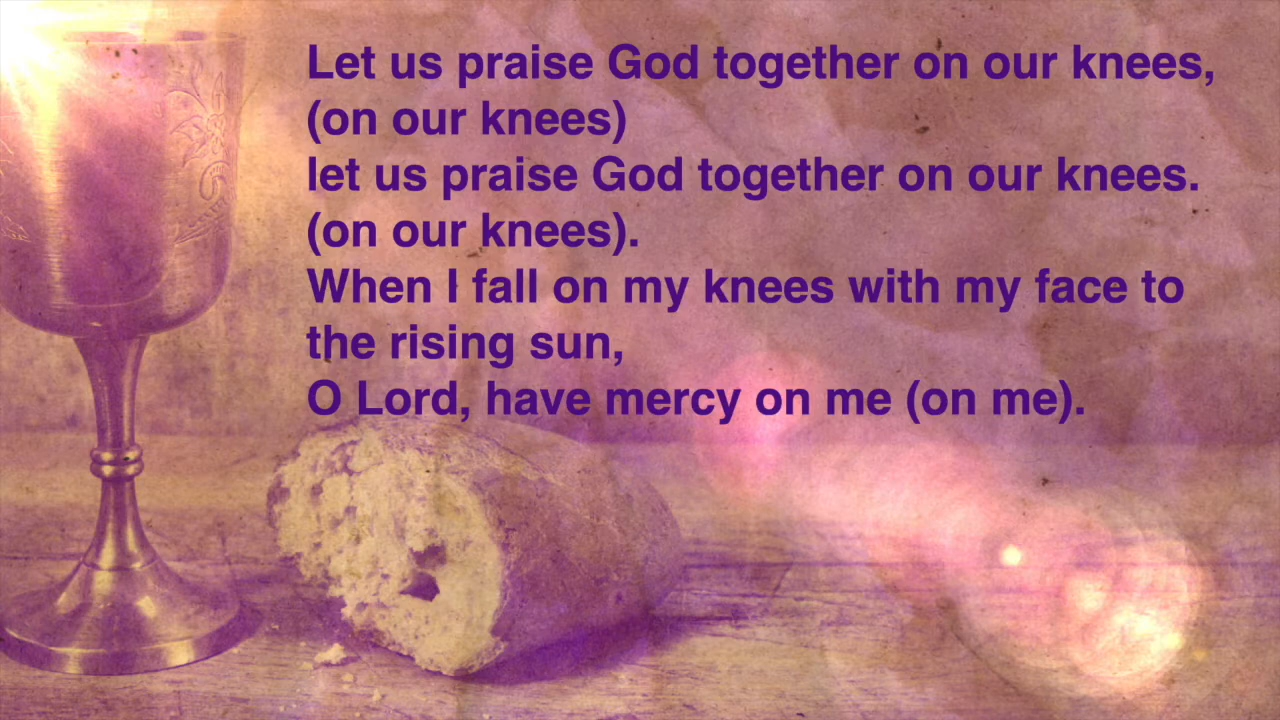 Let us praise God together on our knees,
(on our knees)
let us praise God together on our knees.
(on our knees).
When I fall on my knees with my face to
the rising sun,
O Lord, have mercy on me (on me).